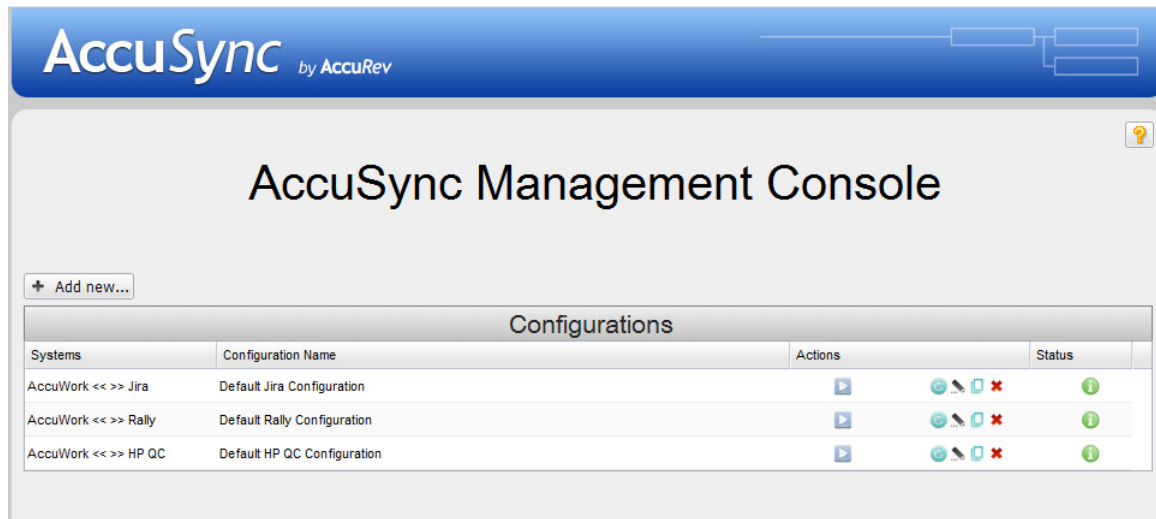 AccuSync by AccuRev
?
AccuSync Management Console
+ Add new...
Configurations
Systems Configuration Name Actions Status
AccuWork << >> Jira Default Jira Configuration
AccuWork << >> Rally Default Rally Configuration
AccuWork << >> HP QC Default HP QC Configuration